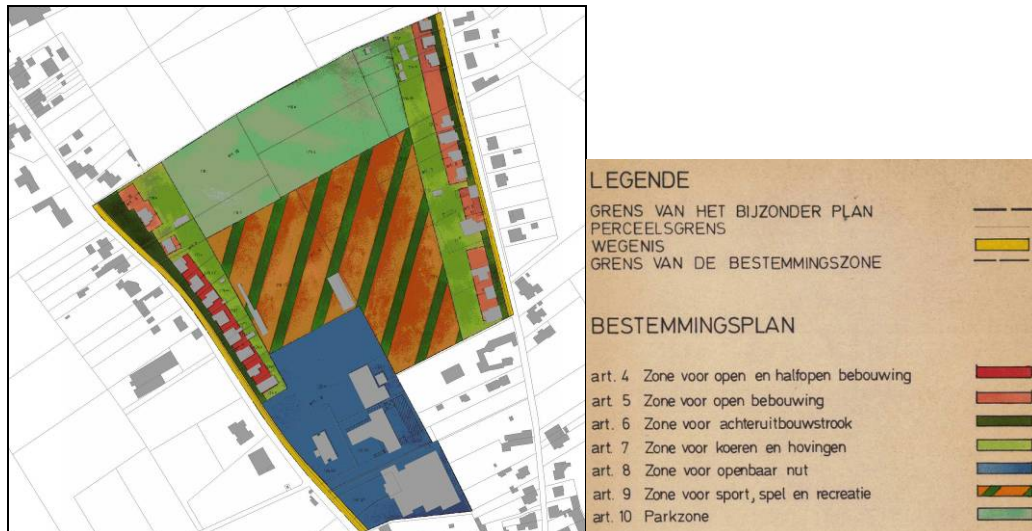 LEGENDE
GRENS VAN HET BIJZONDER PLAN
PERCEELSGRENS
WEGENIS
GRENS VAN DE BESTEMMINGSZONE
BESTEMMINGSPLAN
art. 4 Zone voor open en halfopen bebouwing
art. 5 Zone voor open bebouwing
art. 6 Zone voor achteruitbouwstrook
art. 7 Zone voor koeren en hovingen
art. 8 Zone voor openbaar nut
art. 9 Zone voor sport, spel en recreatie
art. 10 Parkzone